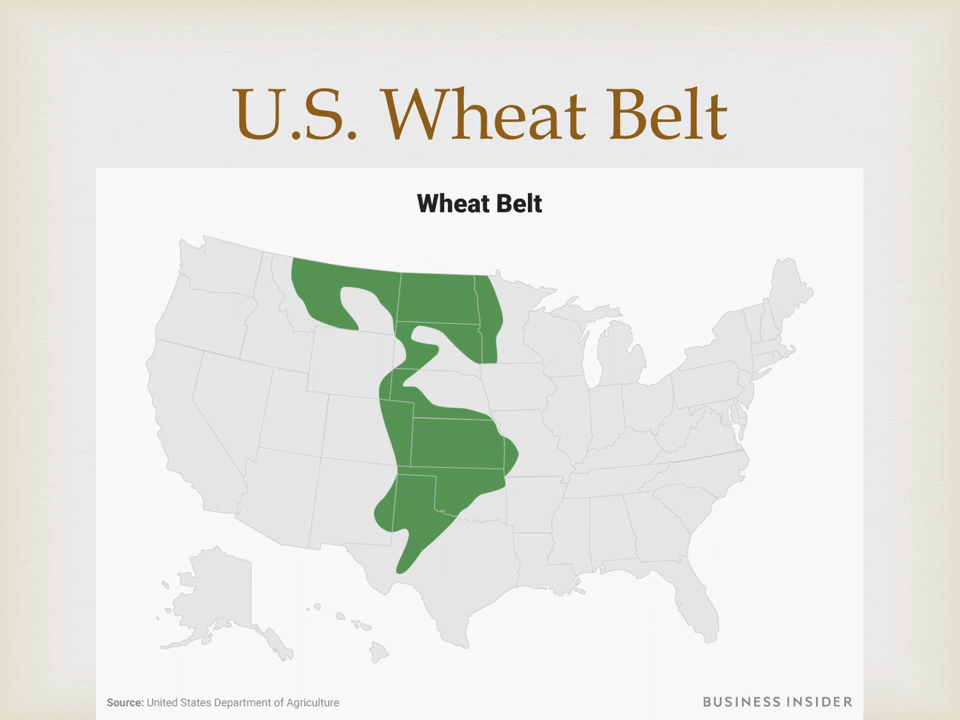 U.S. Wheat Belt
Wheat Belt
Source: United States Department of Agriculture
BUSINESS INSIDER